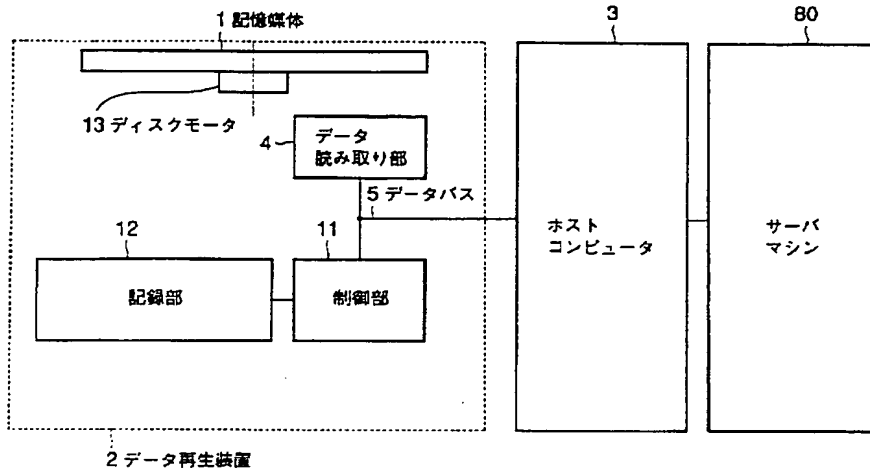 1 記憶媒体
3
80
13 ディスクモータ
4
データ
読み取り部
5 データバス
12
11
記録部
制御部
ホスト
コンピュータ
サーバ
マシン
2 データ再生装置